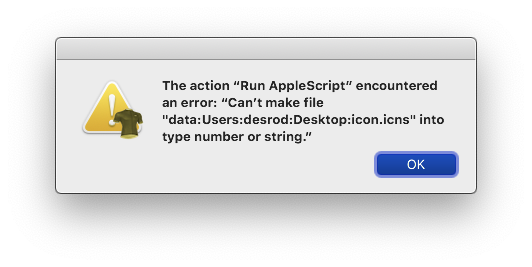 The action “Run AppleScript” encountered
an error: “Can’t make file
"data:Users:desrod:Desktop:icon.icns" into
type number or string.”
OK